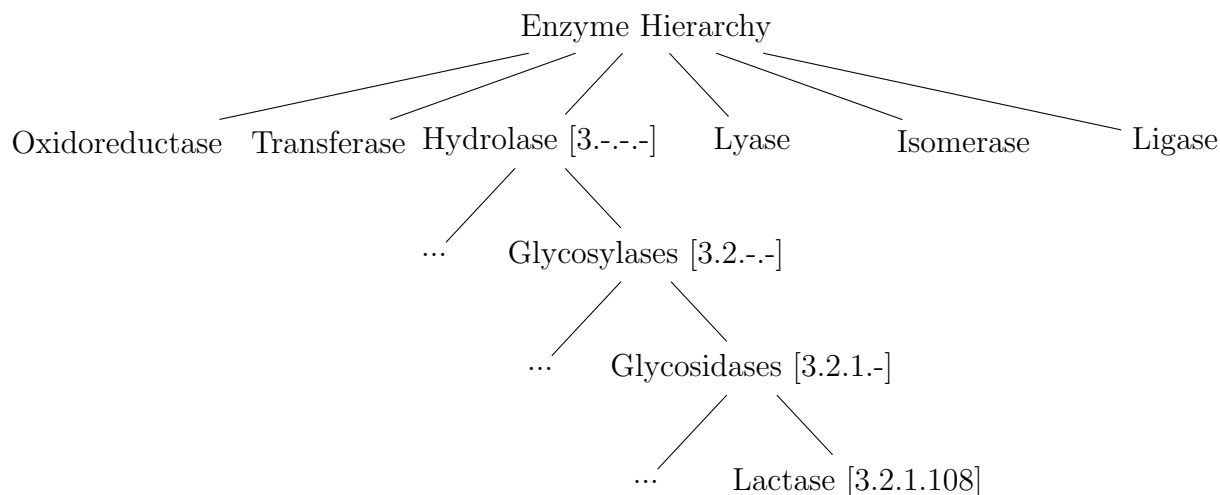 Enzyme Hierarchy
Oxidoreductase Transferase Hydrolase [3.-.-.-] Lyase Isomerase Ligase
... Glycosylases [3.2.-.-]
... Glycosidases [3.2.1.-]
... Lactase [3.2.1.108]